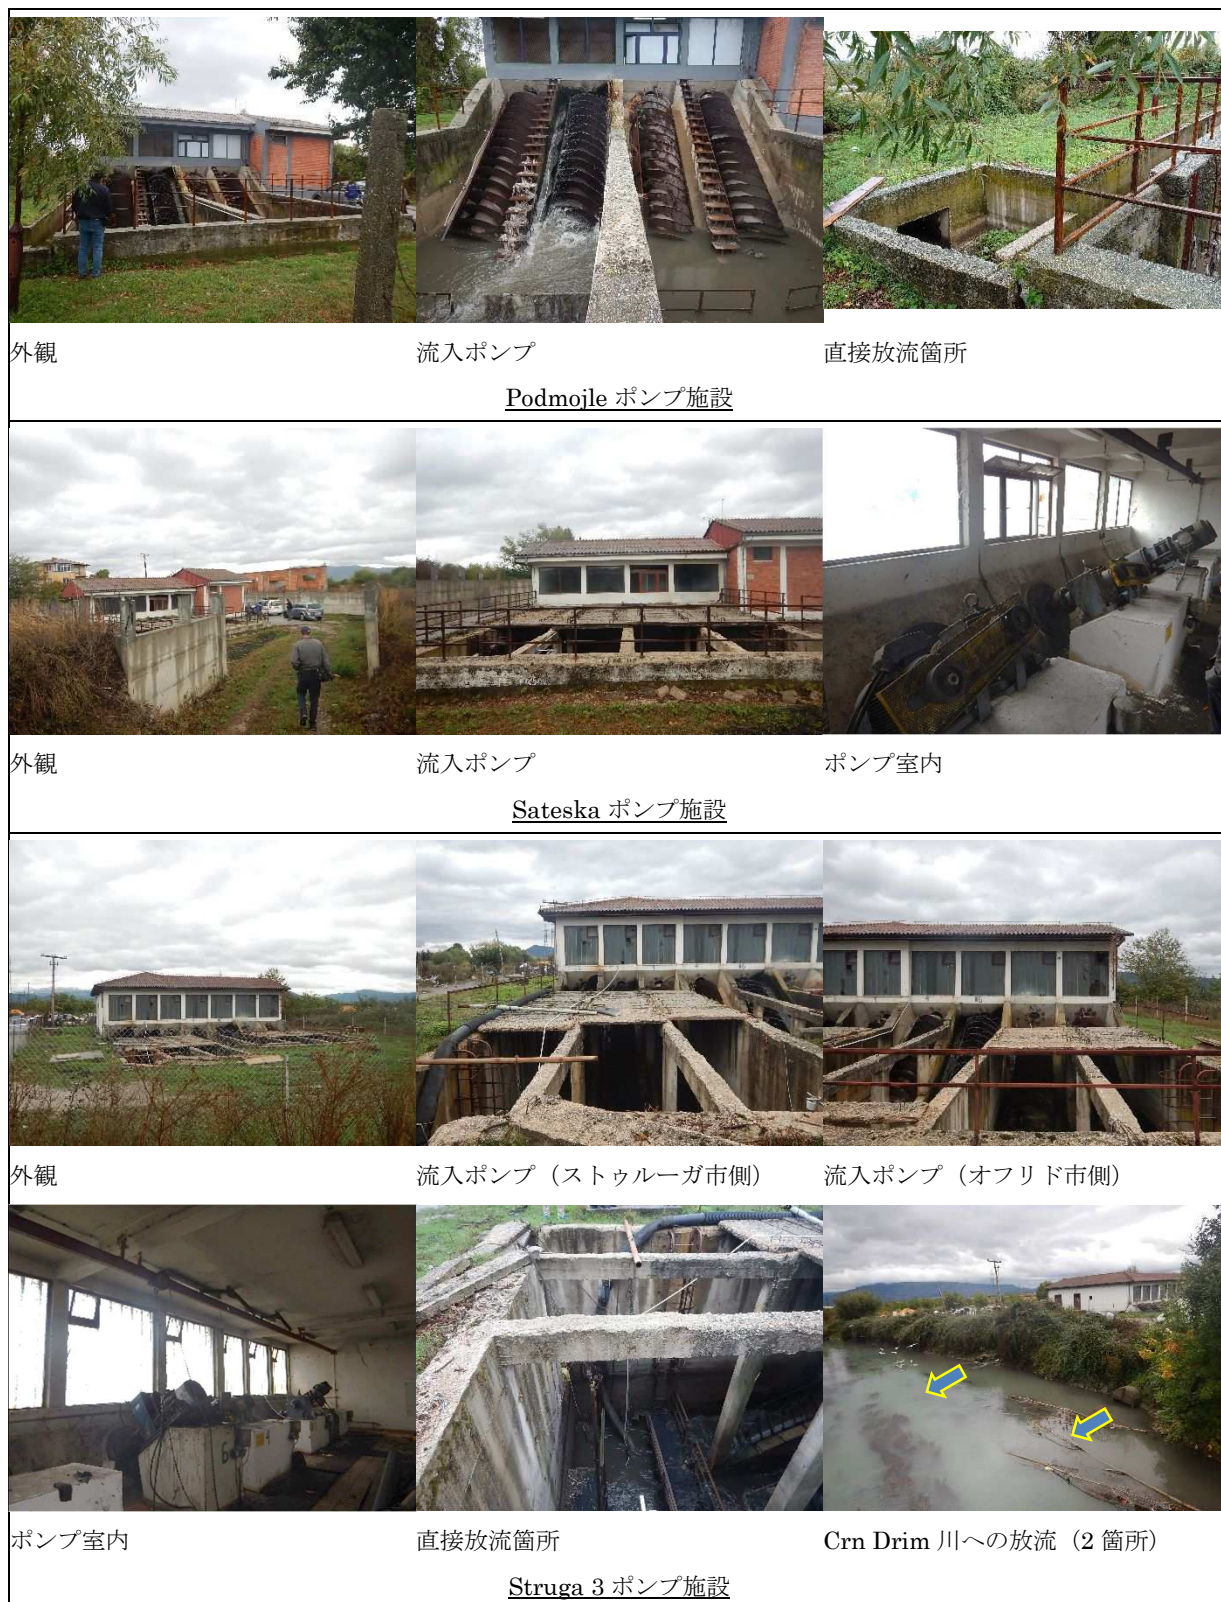 外観
流入ポンプ
直接放流箇所
Podmojle ポンプ施設
外観
流入ポンプ
ポンプ室内
Sateska ポンプ施設
外観
流入ポンプ（ストゥルーガ市側）
流入ポンプ（オフリド市側）
ポンプ室内
直接放流箇所
Crn Drim 川への放流（2 箇所）
Struga 3 ポンプ施設